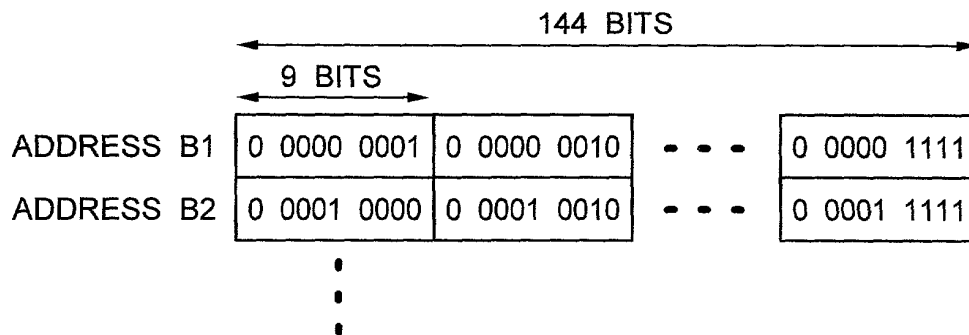 144 BITS
9 BITS
ADDRESS B1 0 0000 0001 0 0000 0010 0 0000 1111
ADDRESS B2 0 0001 0000 0 0001 0010 0 0001 1111